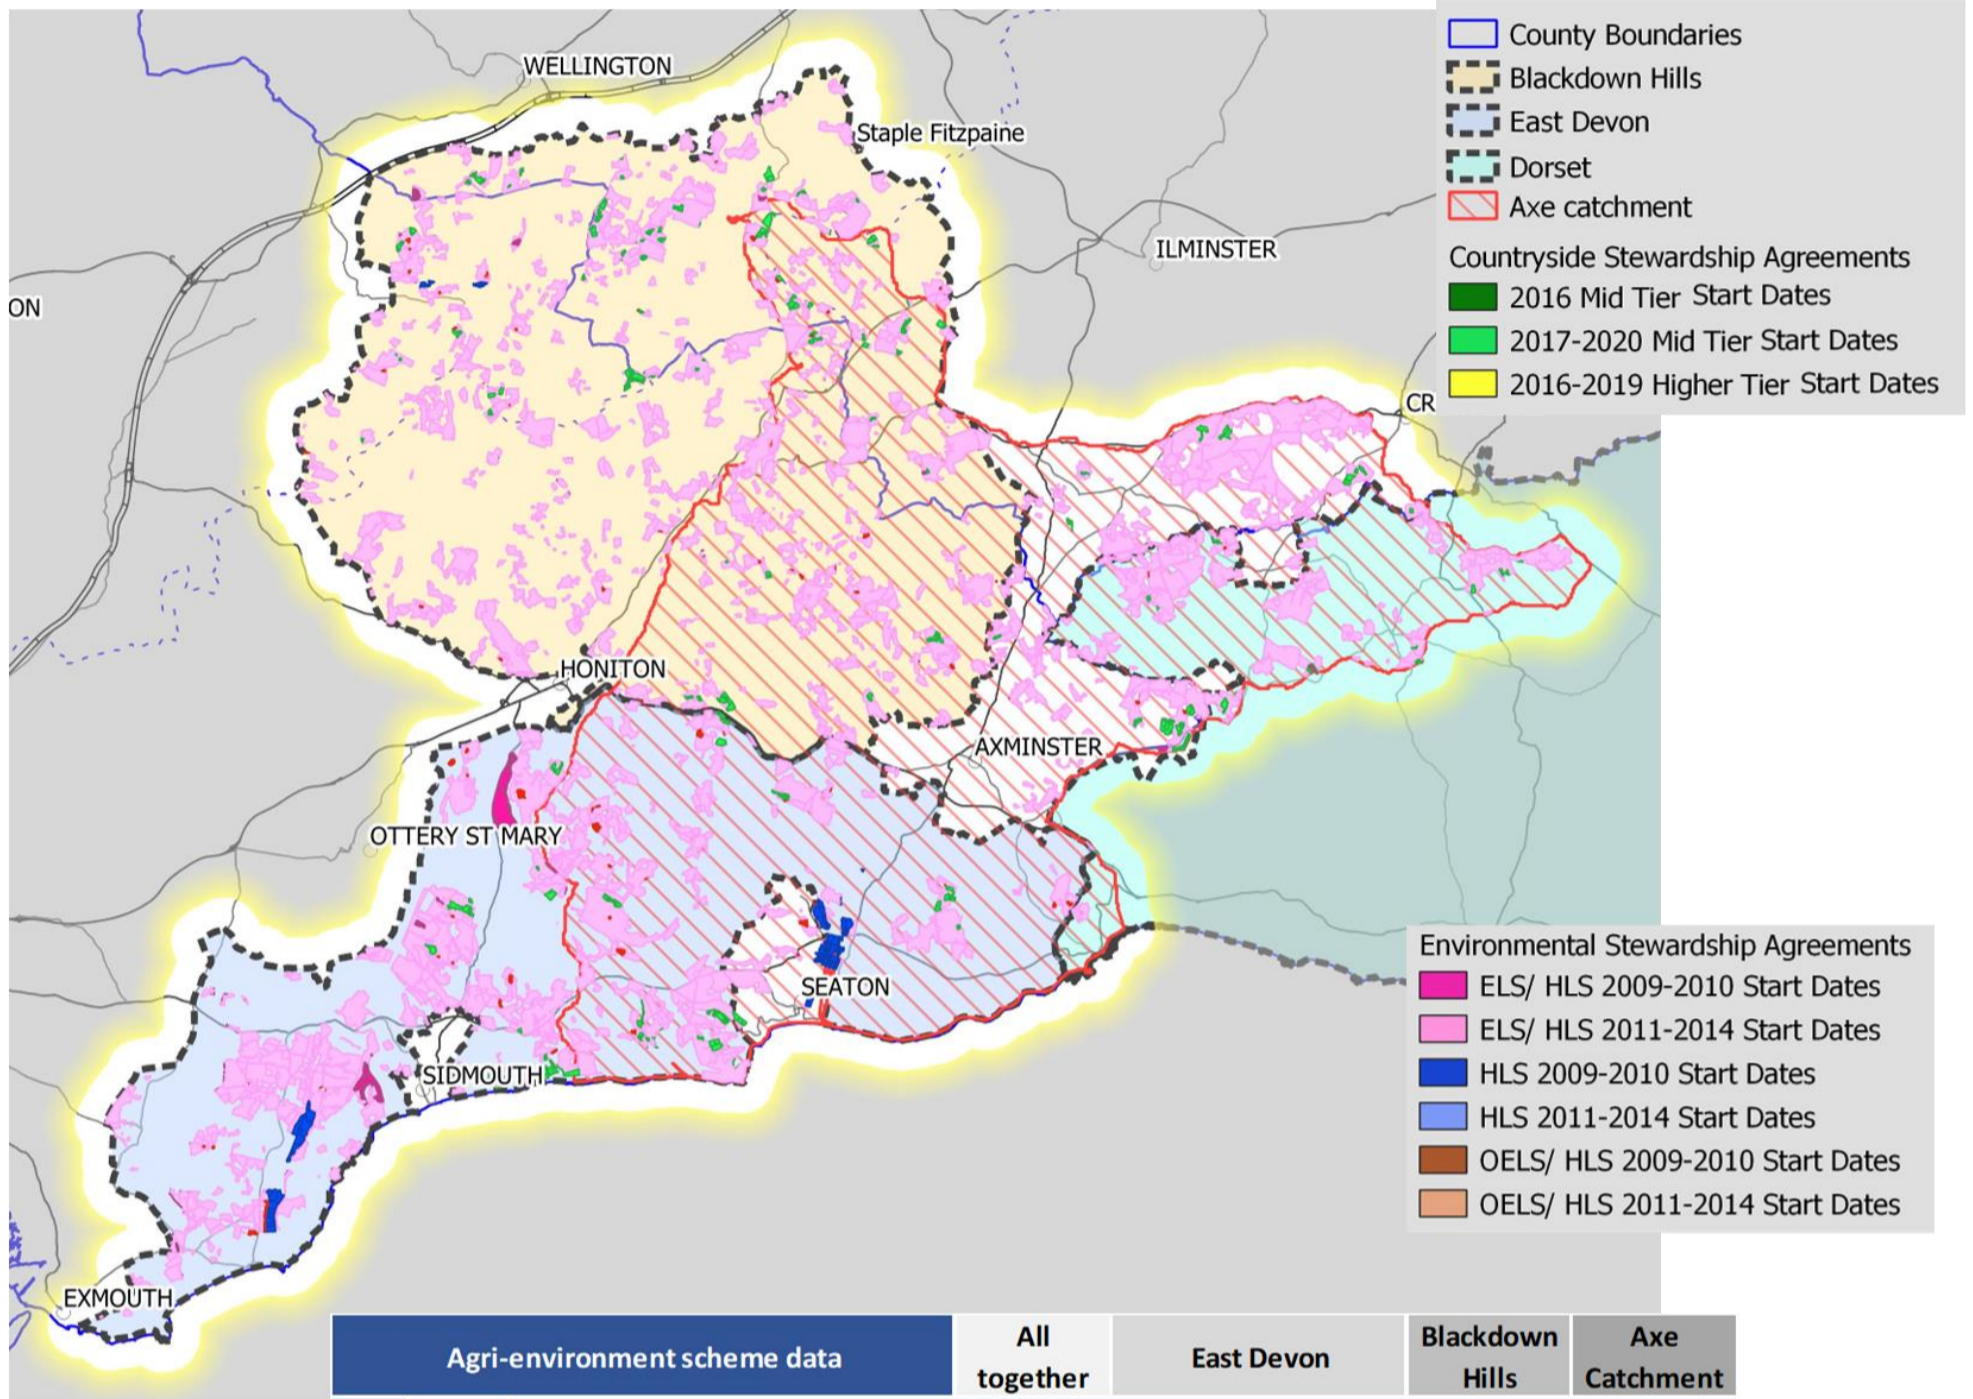 WELLINGTON
Staple Fitzpaine
ILMINSTER
ON
CR
HONITON
AXMINSTER
OTTERY ST MARY
SEATON
SIDMOUTH
EXMOUTH
County Boundaries
Blackdown Hills
East Devon
Dorset
Axe catchment
Countryside Stewardship Agreements
2016 Mid Tier Start Dates
2017-2020 Mid Tier Start Dates
2016-2019 Higher Tier Start Dates
Environmental Stewardship Agreements
ELS/ HLS 2009-2010 Start Dates
ELS/ HLS 2011-2014 Start Dates
HLS 2009-2010 Start Dates
HLS 2011-2014 Start Dates
OELS/ HLS 2009-2010 Start Dates
OELS/ HLS 2011-2014 Start Dates
Agri-environment scheme data
All
together
East Devon
Blackdown
Hills
Axe
Catchment